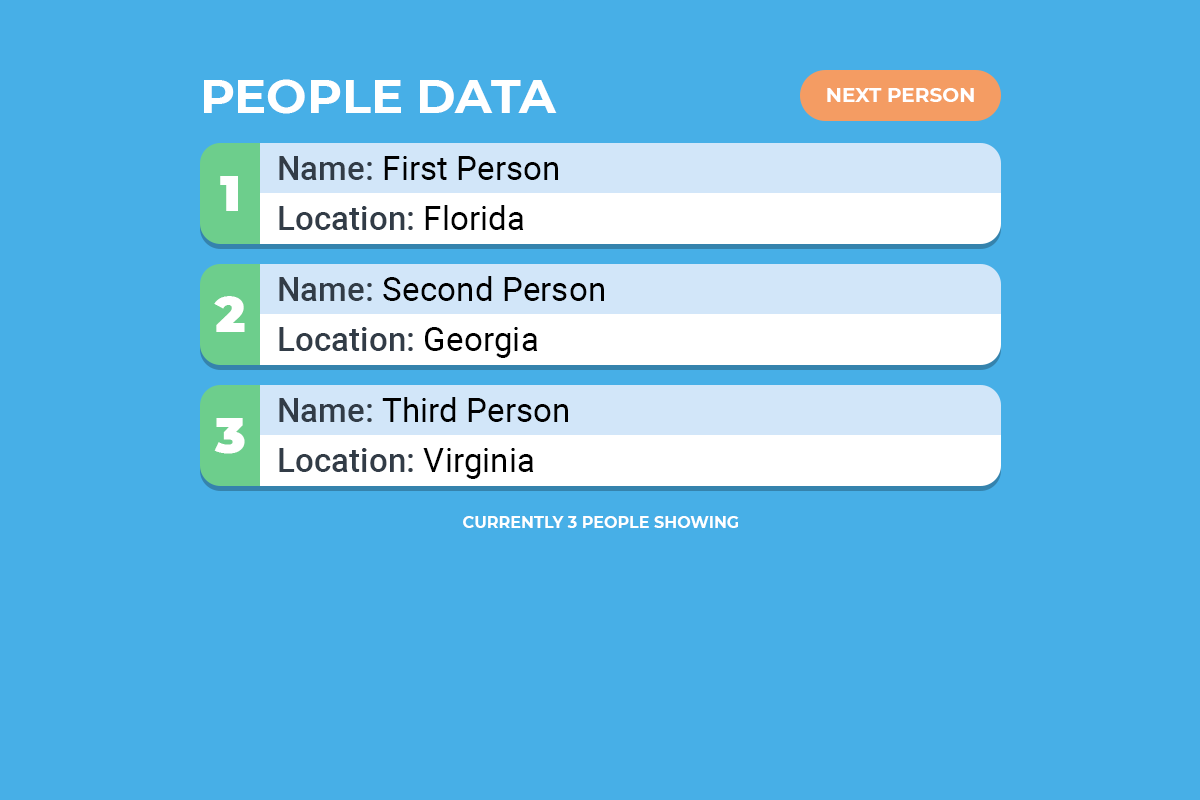 PEOPLE DATA
NEXT PERSON
1
Name: First Person
Location: Florida
2
Name: Second Person
Location: Georgia
3
Name: Third Person
Location: Virginia
CURRENTLY 3 PEOPLE SHOWING